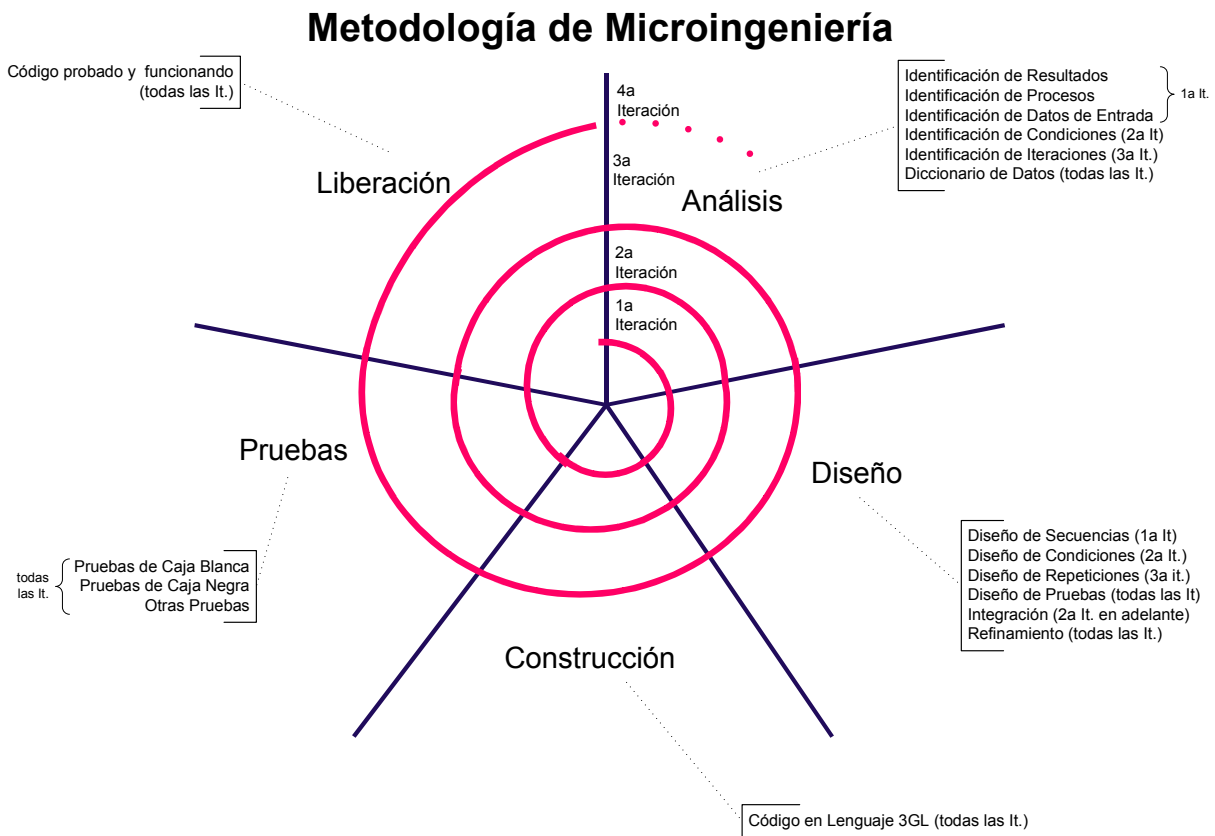 Metodología de Microingeniería
Código probado y funcionando
(todas las It.)
Identificación de Resultados
Identificación de Procesos
Identificación de Datos de Entrada
1a It.
Identificación de Condiciones (2a It)
Identificación de Iteraciones (3a It.)
Diccionario de Datos (todas las It.)
4a
Iteración
3a
Iteración
Liberación
Análisis
2a
Iteración
1a
Iteración
Pruebas
Diseño
Diseño de Secuencias (1a It)
Diseño de Condiciones (2a It.)
Diseño de Repeticiones (3a it.)
Diseño de Pruebas (todas las It)
Integración (2a It. en adelante)
Refinamiento (todas las It.)
todas
las It.
Pruebas de Caja Blanca
Pruebas de Caja Negra
Otras Pruebas
Construcción
Código en Lenguaje 3GL (todas las It.)